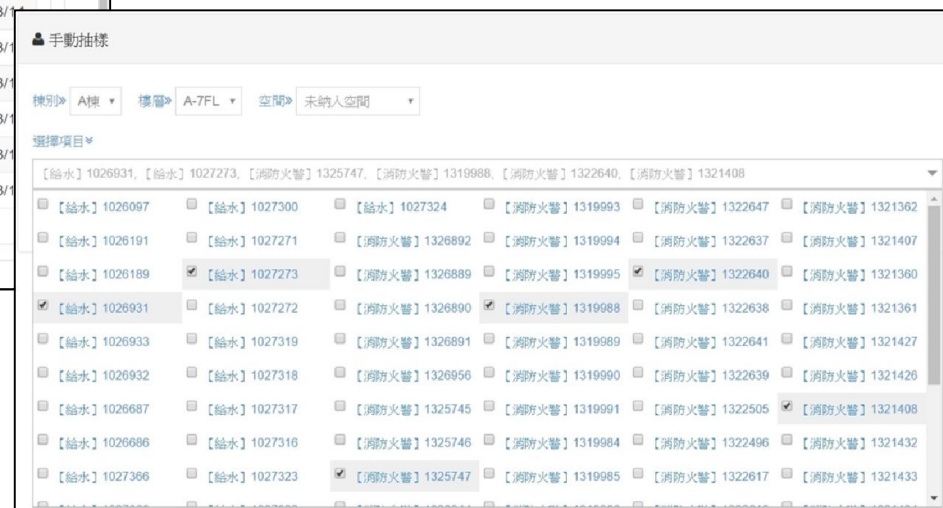 手動抽樣
棟別» A棟 樓層» A-7FL 空間» 未納入空間
選擇項目
【給水】1026931, 【給水】1027273, 【消防火警】1325747, 【消防火警】1319988, 【消防火警】1322640, 【消防火警】1321408
【給水】1026097 【給水】1027300 【給水】1027324 【消防火警】1319993 【消防火警】1322647 【消防火警】1321362
【給水】1026191 【給水】1027271 【消防火警】1326892 【消防火警】1319994 【消防火警】1322637 【消防火警】1321407
【給水】1026189 【給水】1027273 【消防火警】1326889 【消防火警】1319995 【消防火警】1322640 【消防火警】1321360
【給水】1026931 【給水】1027272 【消防火警】1326890 【消防火警】1319988 【消防火警】1322638 【消防火警】1321361
【給水】1026933 【給水】1027319 【消防火警】1326891 【消防火警】1319989 【消防火警】1322641 【消防火警】1321427
【給水】1026932 【給水】1027318 【消防火警】1326956 【消防火警】1319990 【消防火警】1322639 【消防火警】1321426
【給水】1026687 【給水】1027317 【消防火警】1325745 【消防火警】1319991 【消防火警】1322505 【消防火警】1321408
【給水】1026686 【給水】1027316 【消防火警】1325746 【消防火警】1319984 【消防火警】1322496 【消防火警】1321432
【給水】1027366 【給水】1027323 【消防火警】1325747 【消防火警】1319985 【消防火警】1322617 【消防火警】1321433